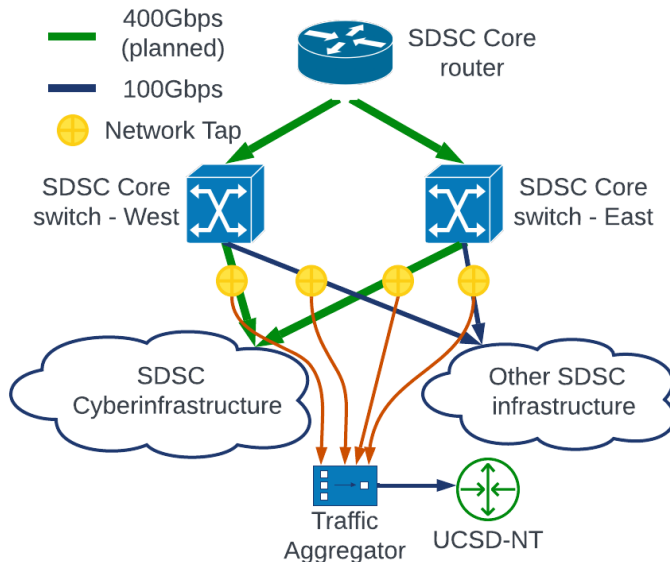 400Gbps
(planned)
100Gbps
Network Tap
SDSC Core
router
SDSC Core
switch - West
SDSC Core
switch - East
SDSC
Cyberinfrastructure
Other SDSC
infrastructure
Traffic
Aggregator
UCSD-NT